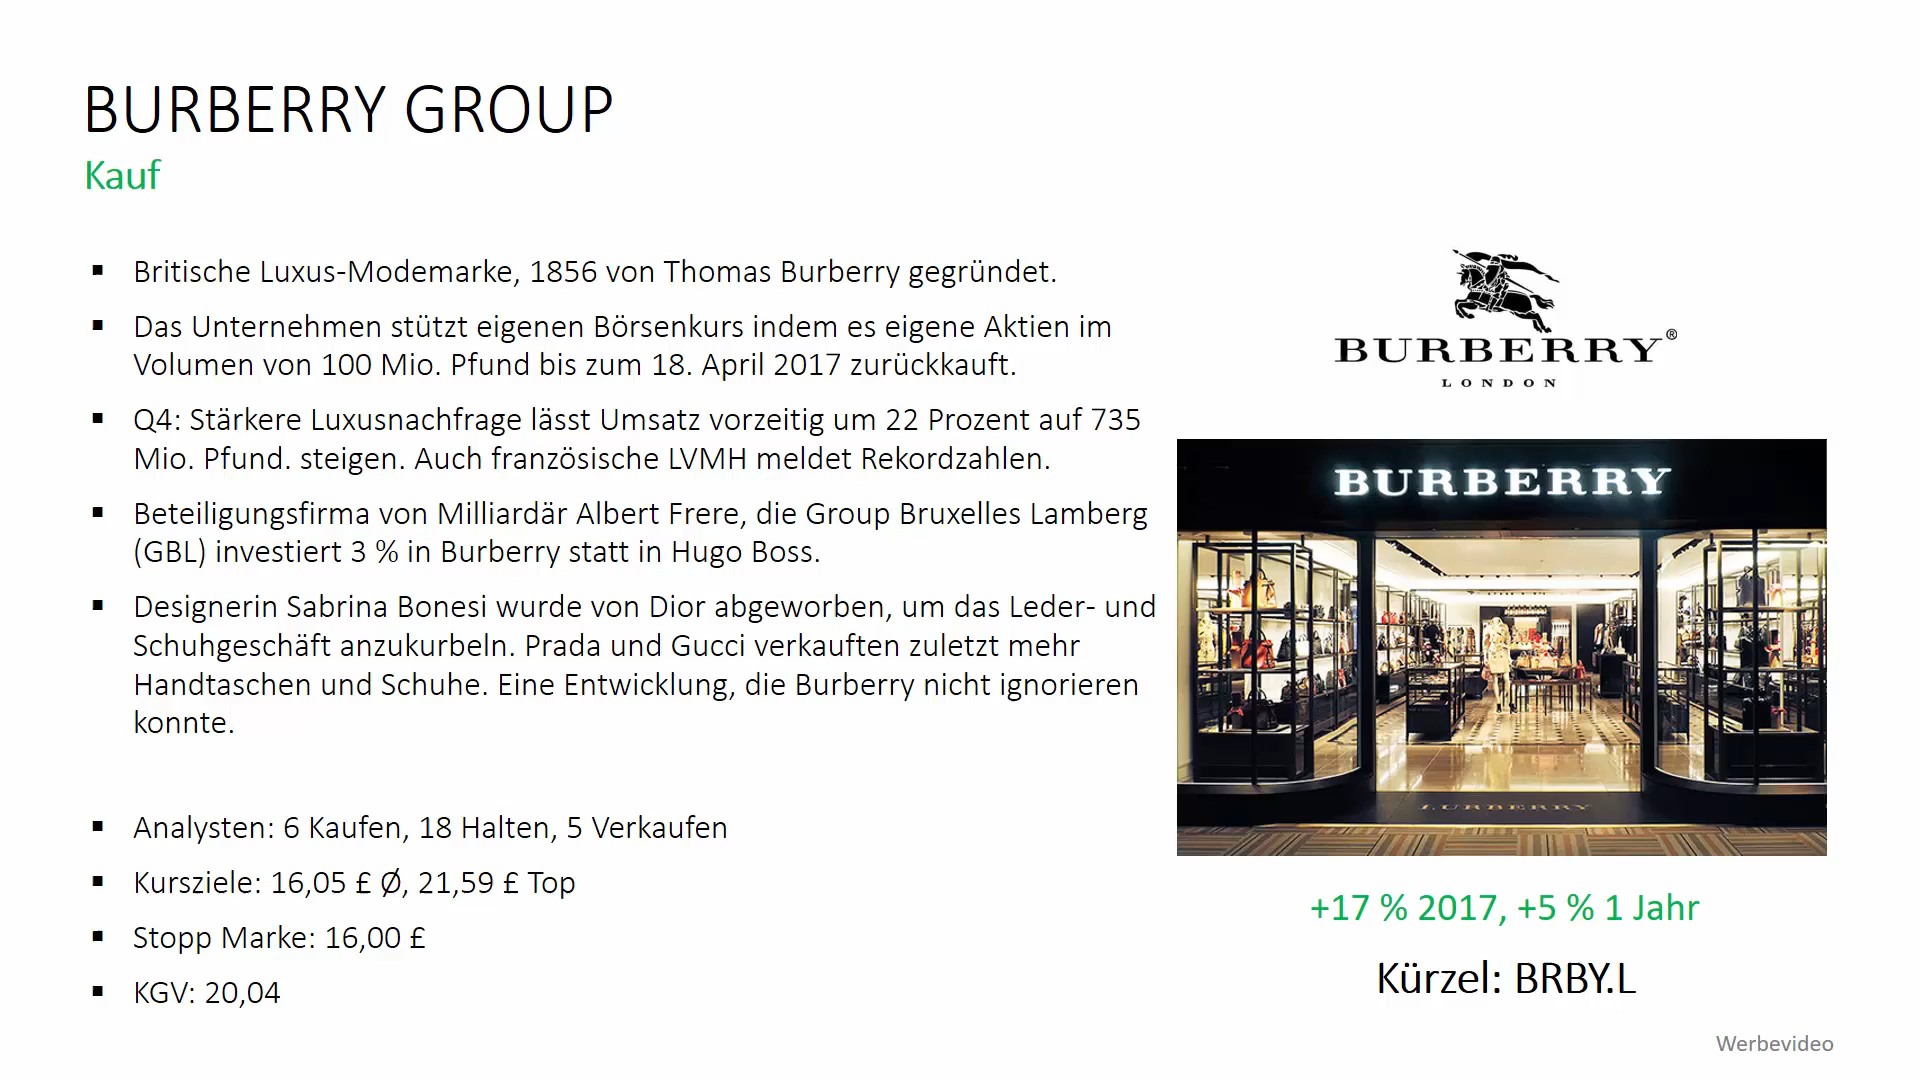 BURBERRY GROUP
Kauf
▪ Britische Luxus-Modemarke, 1856 von Thomas Burberry gegründet.
▪ Das Unternehmen stützt eigenen Börsenkurs indem es eigene Aktien im
Volumen von 100 Mio. Pfund bis zum 18. April 2017 zurückkauft.
▪ Q4: Stärkere Luxusnachfrage lässt Umsatz vorzeitig um 22 Prozent auf 735
Mio. Pfund. steigen. Auch französische LVMH meldet Rekordzahlen.
▪ Beteiligungsfirma von Milliardär Albert Frere, die Group Bruxelles Lamberg
(GBL) investiert 3 % in Burberry statt in Hugo Boss.
▪ Designerin Sabrina Bonesi wurde von Dior abgeworben, um das Leder- und
Schuhgeschäft anzukurbeln. Prada und Gucci verkauften zuletzt mehr
Handtaschen und Schuhe. Eine Entwicklung, die Burberry nicht ignorieren
konnte.
▪ Analysten: 6 Kaufen, 18 Halten, 5 Verkaufen
▪ Kursziele: 16,05 £ Ø, 21,59 £ Top
▪ Stopp Marke: 16,00 £
▪ KGV: 20,04
BURBERRY®
LONDON
BURBERRY
BURBERRY
+17 % 2017, +5 % 1 Jahr
Kürzel: BRBY.L
Werbevideo